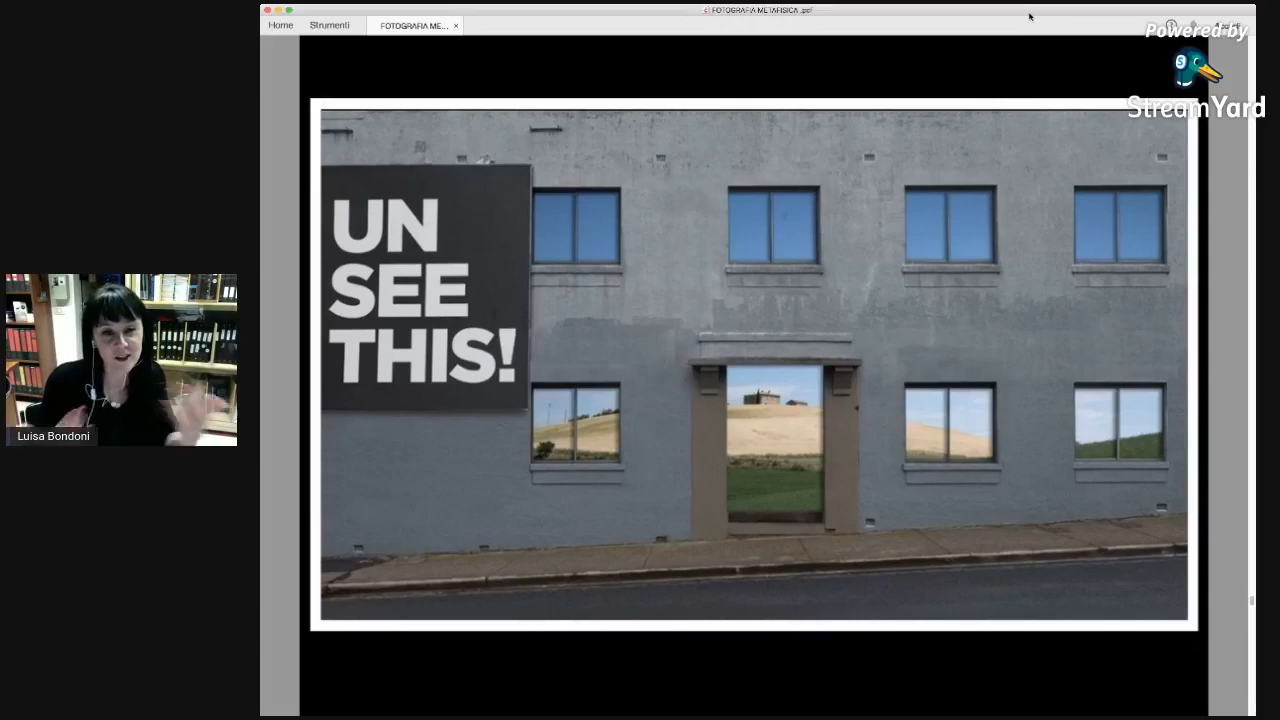 FOTOGRAFIA METAFISICA .pdf
Home
Strumenti
FOTOGRAFIA ME...
Powered by
StreamYard
UN
SEE
THIS!
Luisa Bondoni